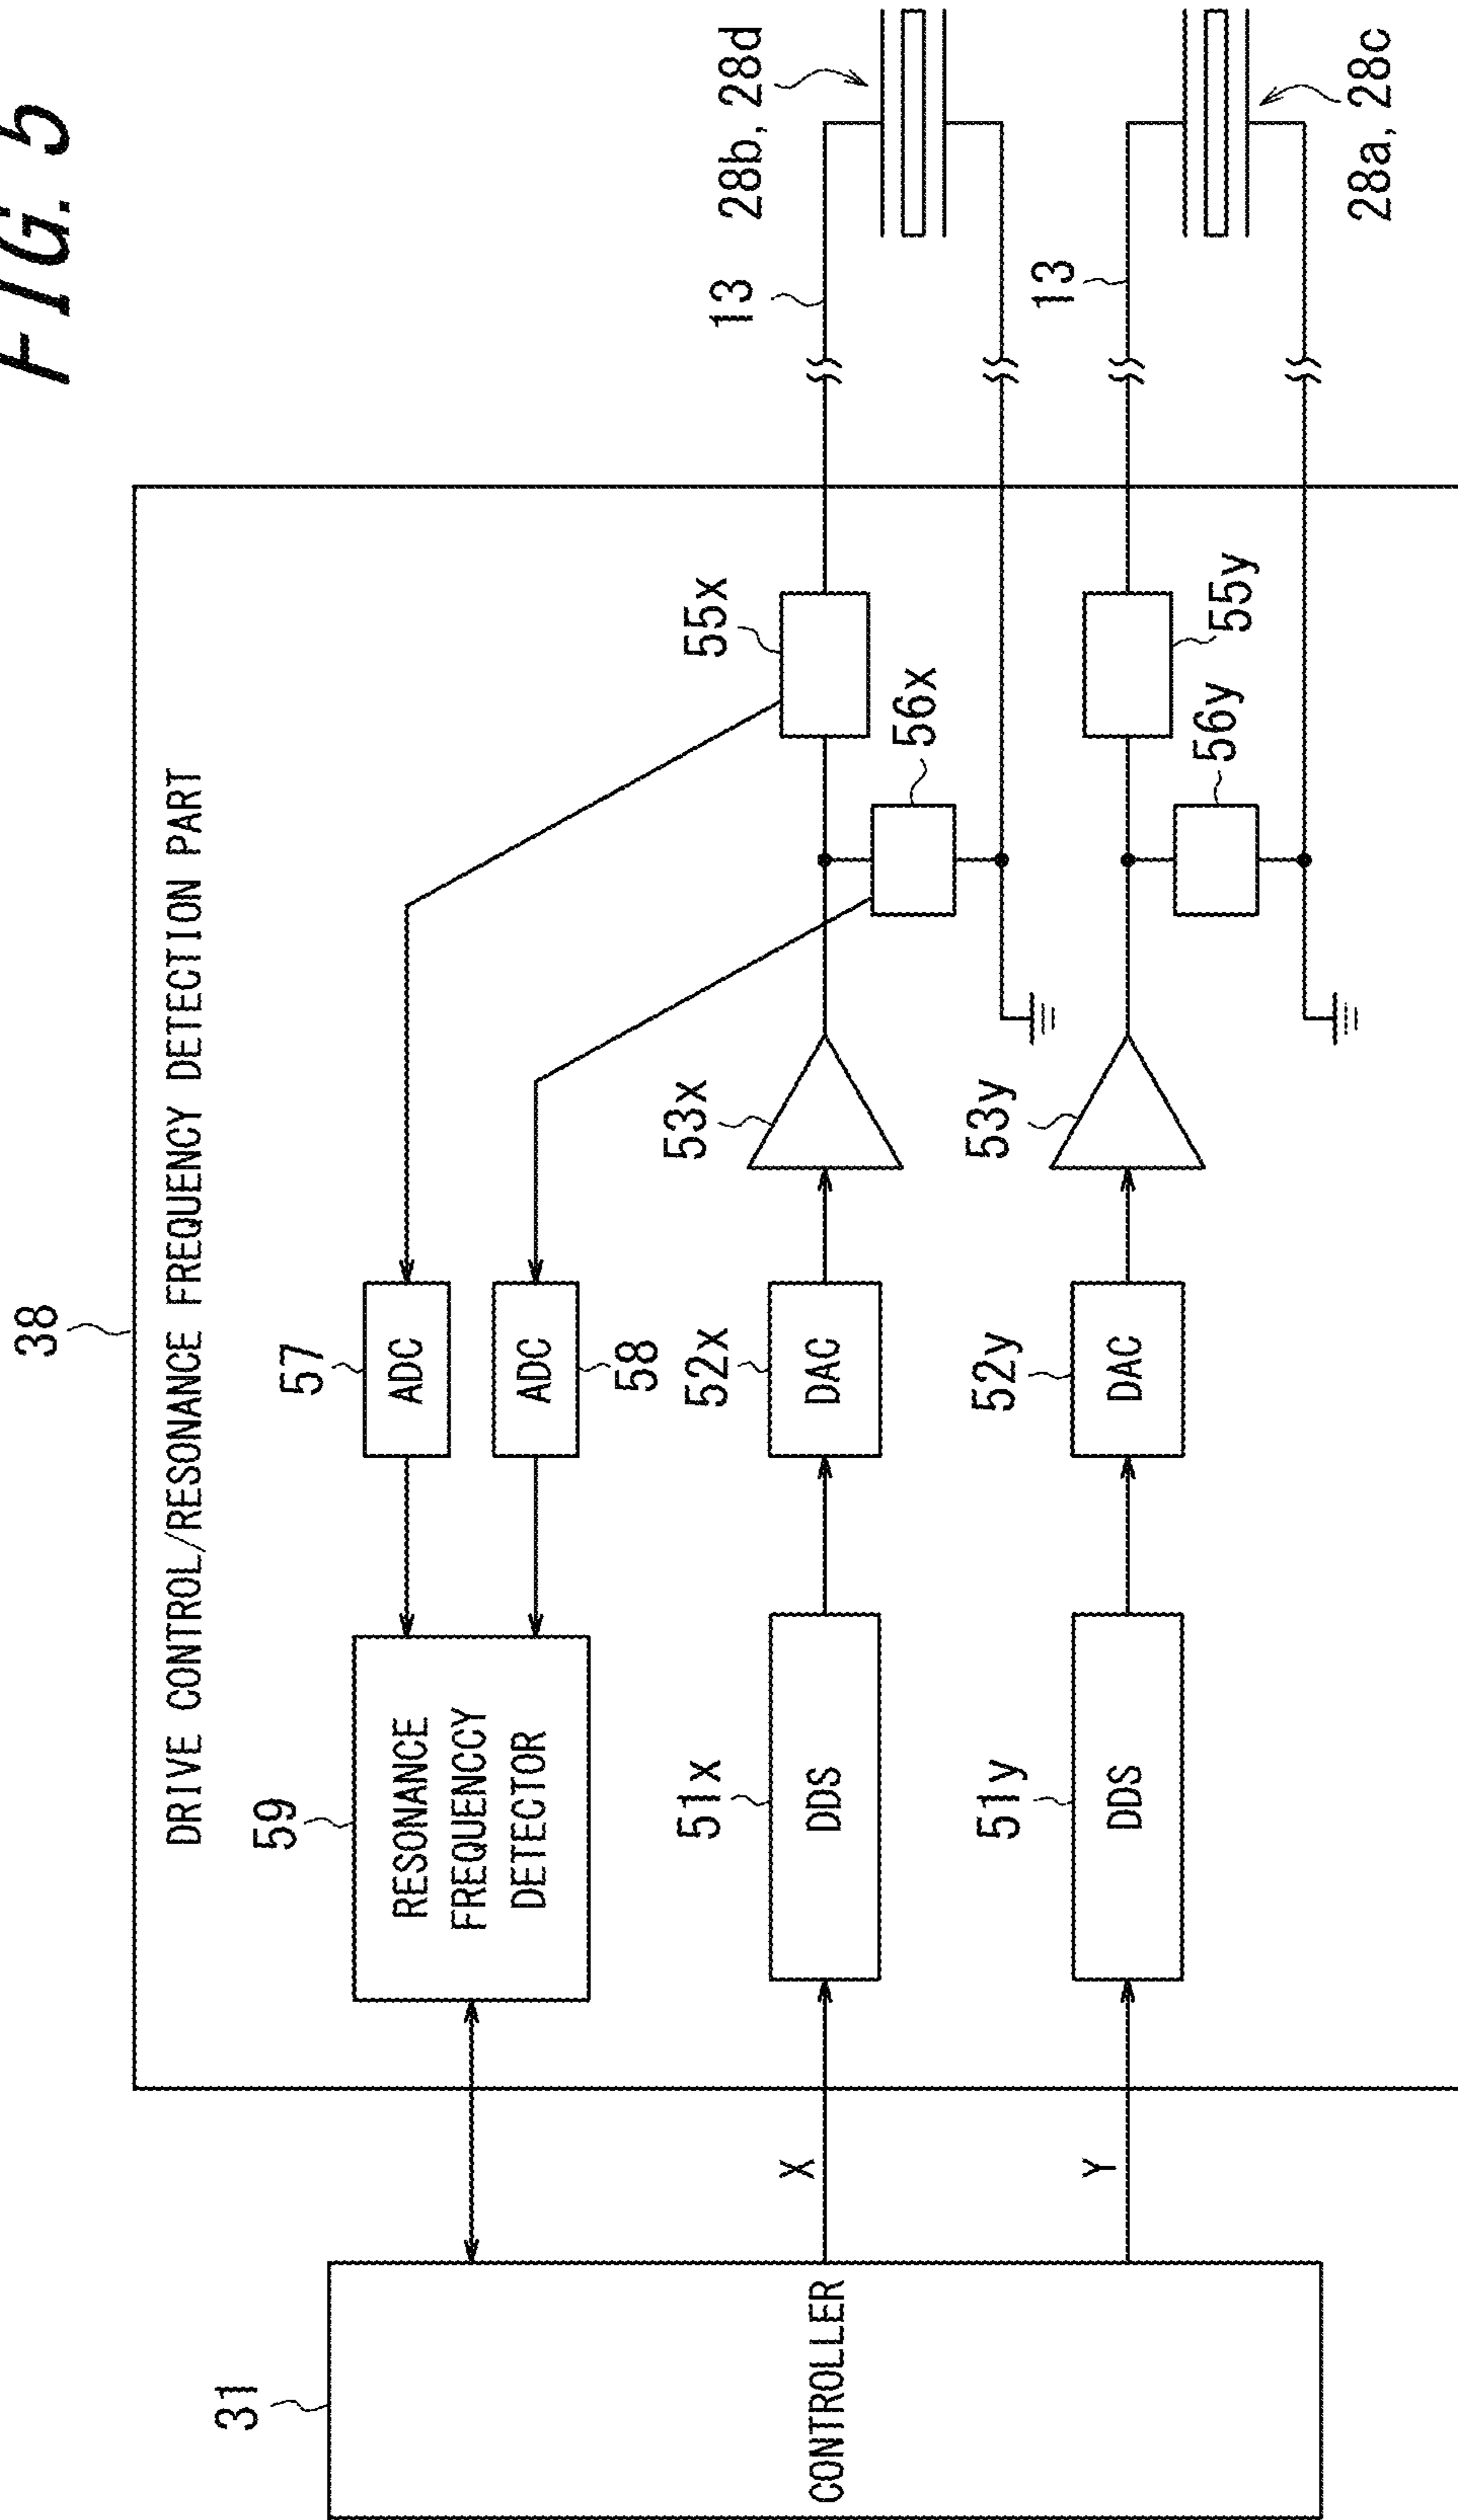 FIG. 5
38
DRIVE CONTROL/RESONANCE FREQUENCY DETECTION PART
31
CONTROLLER
59
RESONANCE
FREQUENCCY
DETECTOR
57
ADC
ADC
58
X
51x
DDS
52x
DAC
53x
55x
56x
13
28b, 28d
Y
51y
DDS
52y
DAC
53y
55y
56y
13
28a, 28c